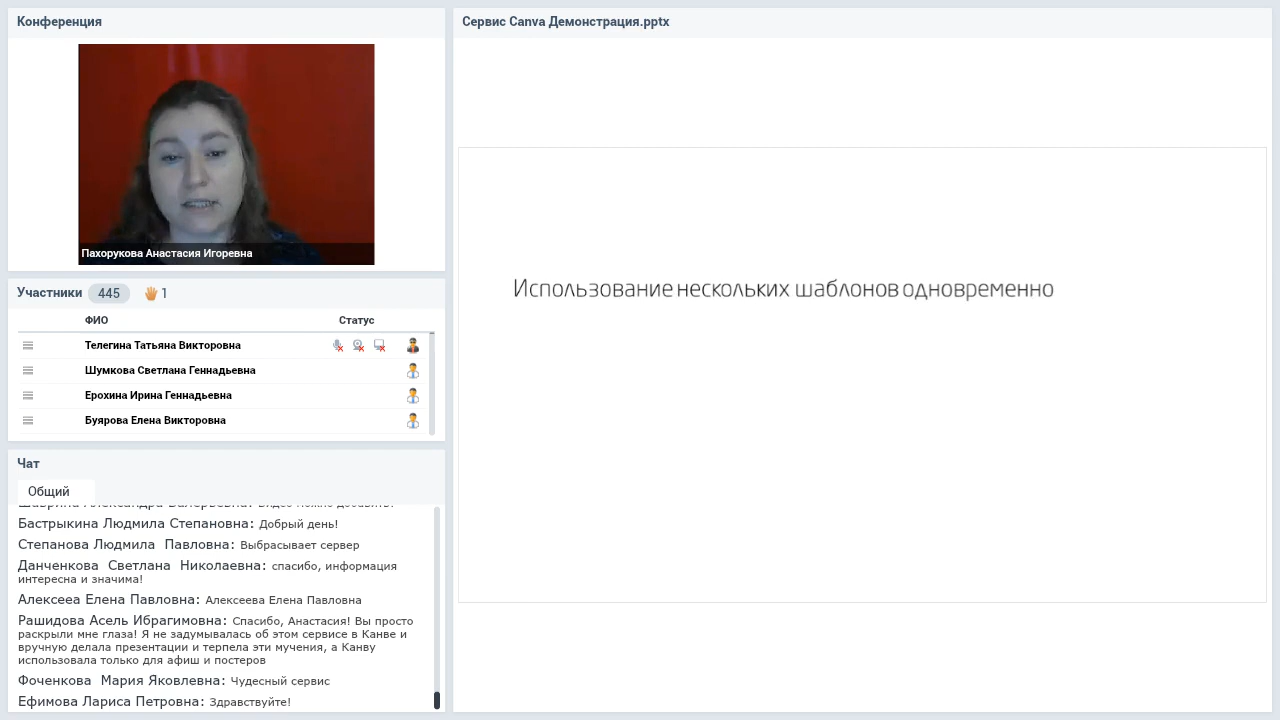 Конференция
Пахорукова Анастасия Игоревна
Участники 445 1
ФИО Статус
Телегина Татьяна Викторовна
Шумкова Светлана Геннадьевна
Ерохина Ирина Геннадьевна
Буярова Елена Викторовна
Чат
Общий
Бастрыкина Людмила Степановна: Добрый день!
Степанова Людмила Павловна: Выбрасывает сервер
Данченкова Светлана Николаевна: спасибо, информация
интересна и значима!
Алексееа Елена Павловна: Алексеева Елена Павловна
Рашидова Асель Ибрагимовна: Спасибо, Анастасия! Вы просто
раскрыли мне глаза! Я не задумывалась об этом сервисе в Канве и
вручную делала презентации и терпела эти мучения, а Канву
использовала только для афиш и постеров
Фоченкова Мария Яковлевна: Чудесный сервис
Ефимова Лариса Петровна: Здравствуйте!
Сервис Canva Демонстрация.pptx
Использование нескольких шаблонов одновременно